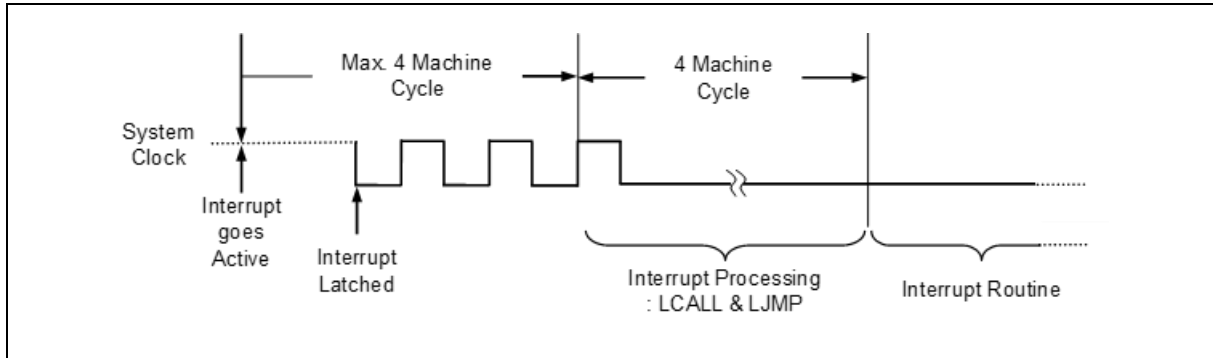 Max. 4 Machine
Cycle
4 Machine
Cycle
System
Clock
Interrupt
goes
Active
Interrupt
Latched
Interrupt Processing
: LCALL & LJMP
Interrupt Routine